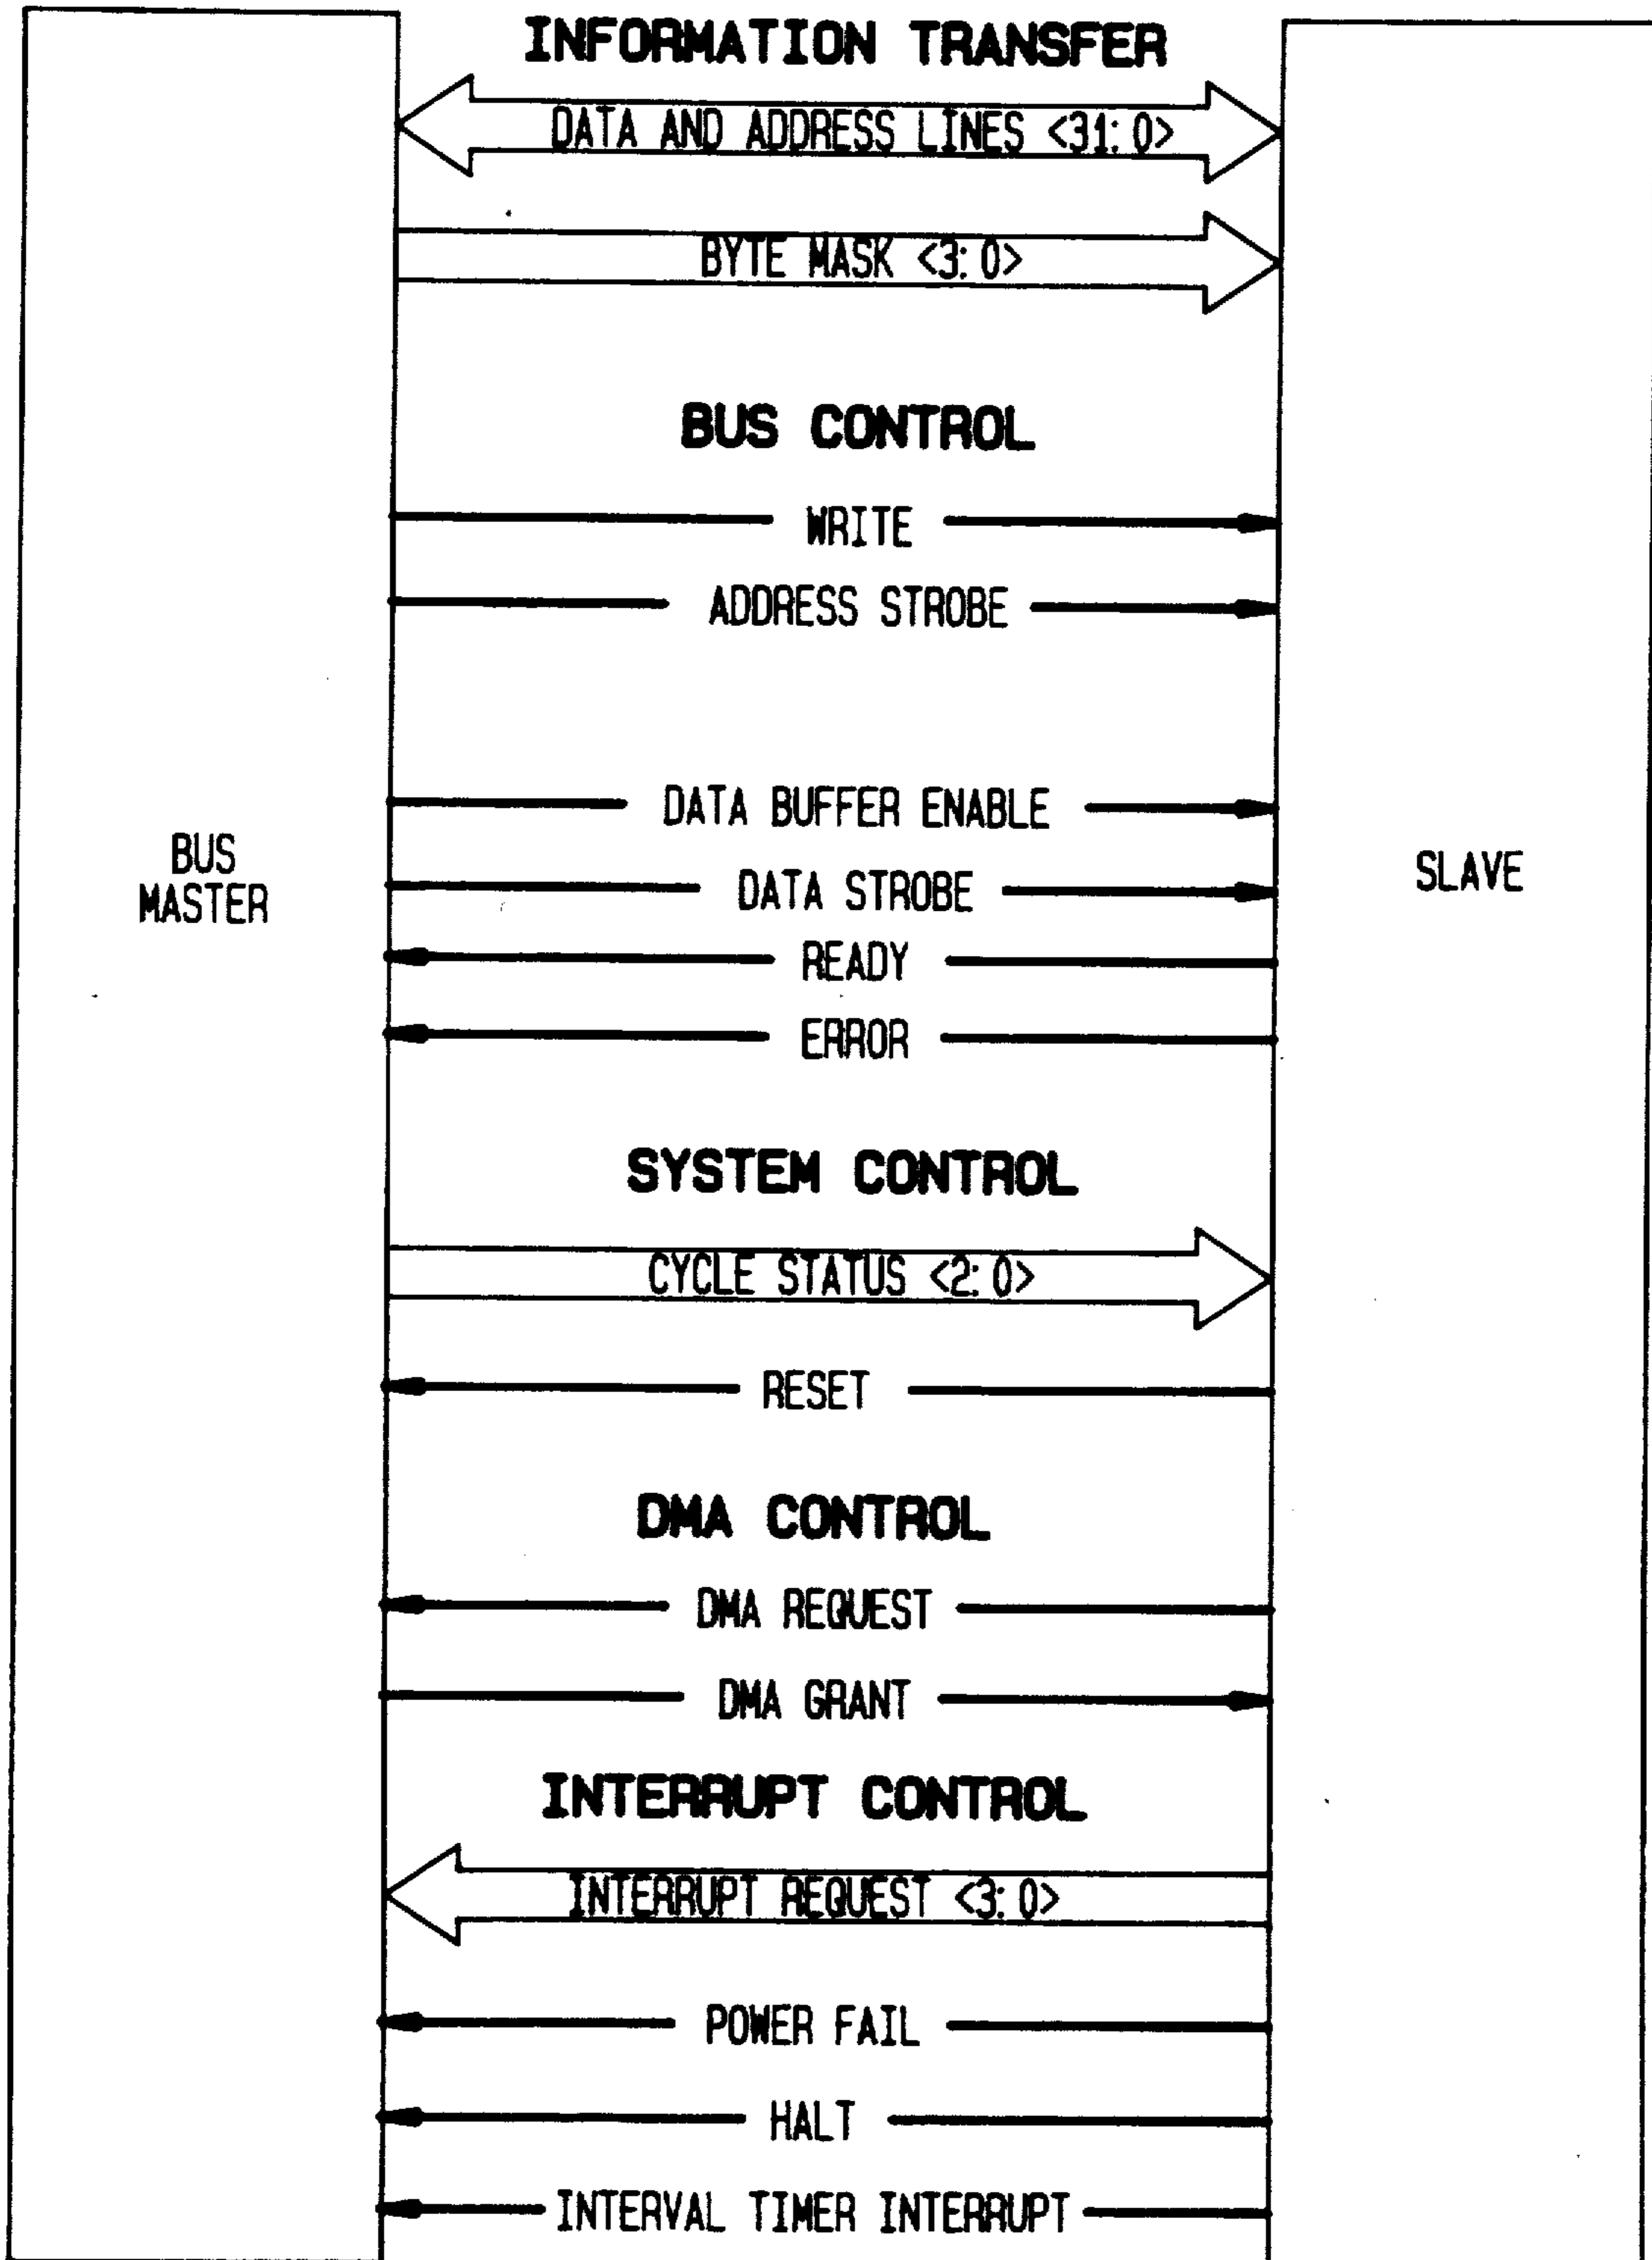 INFORMATION TRANSFER
DATA AND ADDRESS LINES <31:0>
BYTE MASK <3:0>
BUS CONTROL
WRITE
ADDRESS STROBE
DATA BUFFER ENABLE
BUS
MASTER
SLAVE
DATA STROBE
READY
ERROR
SYSTEM CONTROL
CYCLE STATUS <2:0>
RESET
DMA CONTROL
DMA REQUEST
DMA GRANT
INTERRUPT CONTROL
INTERRUPT REQUEST <3:0>
POWER FAIL
HALT
INTERVAL TIMER INTERRUPT